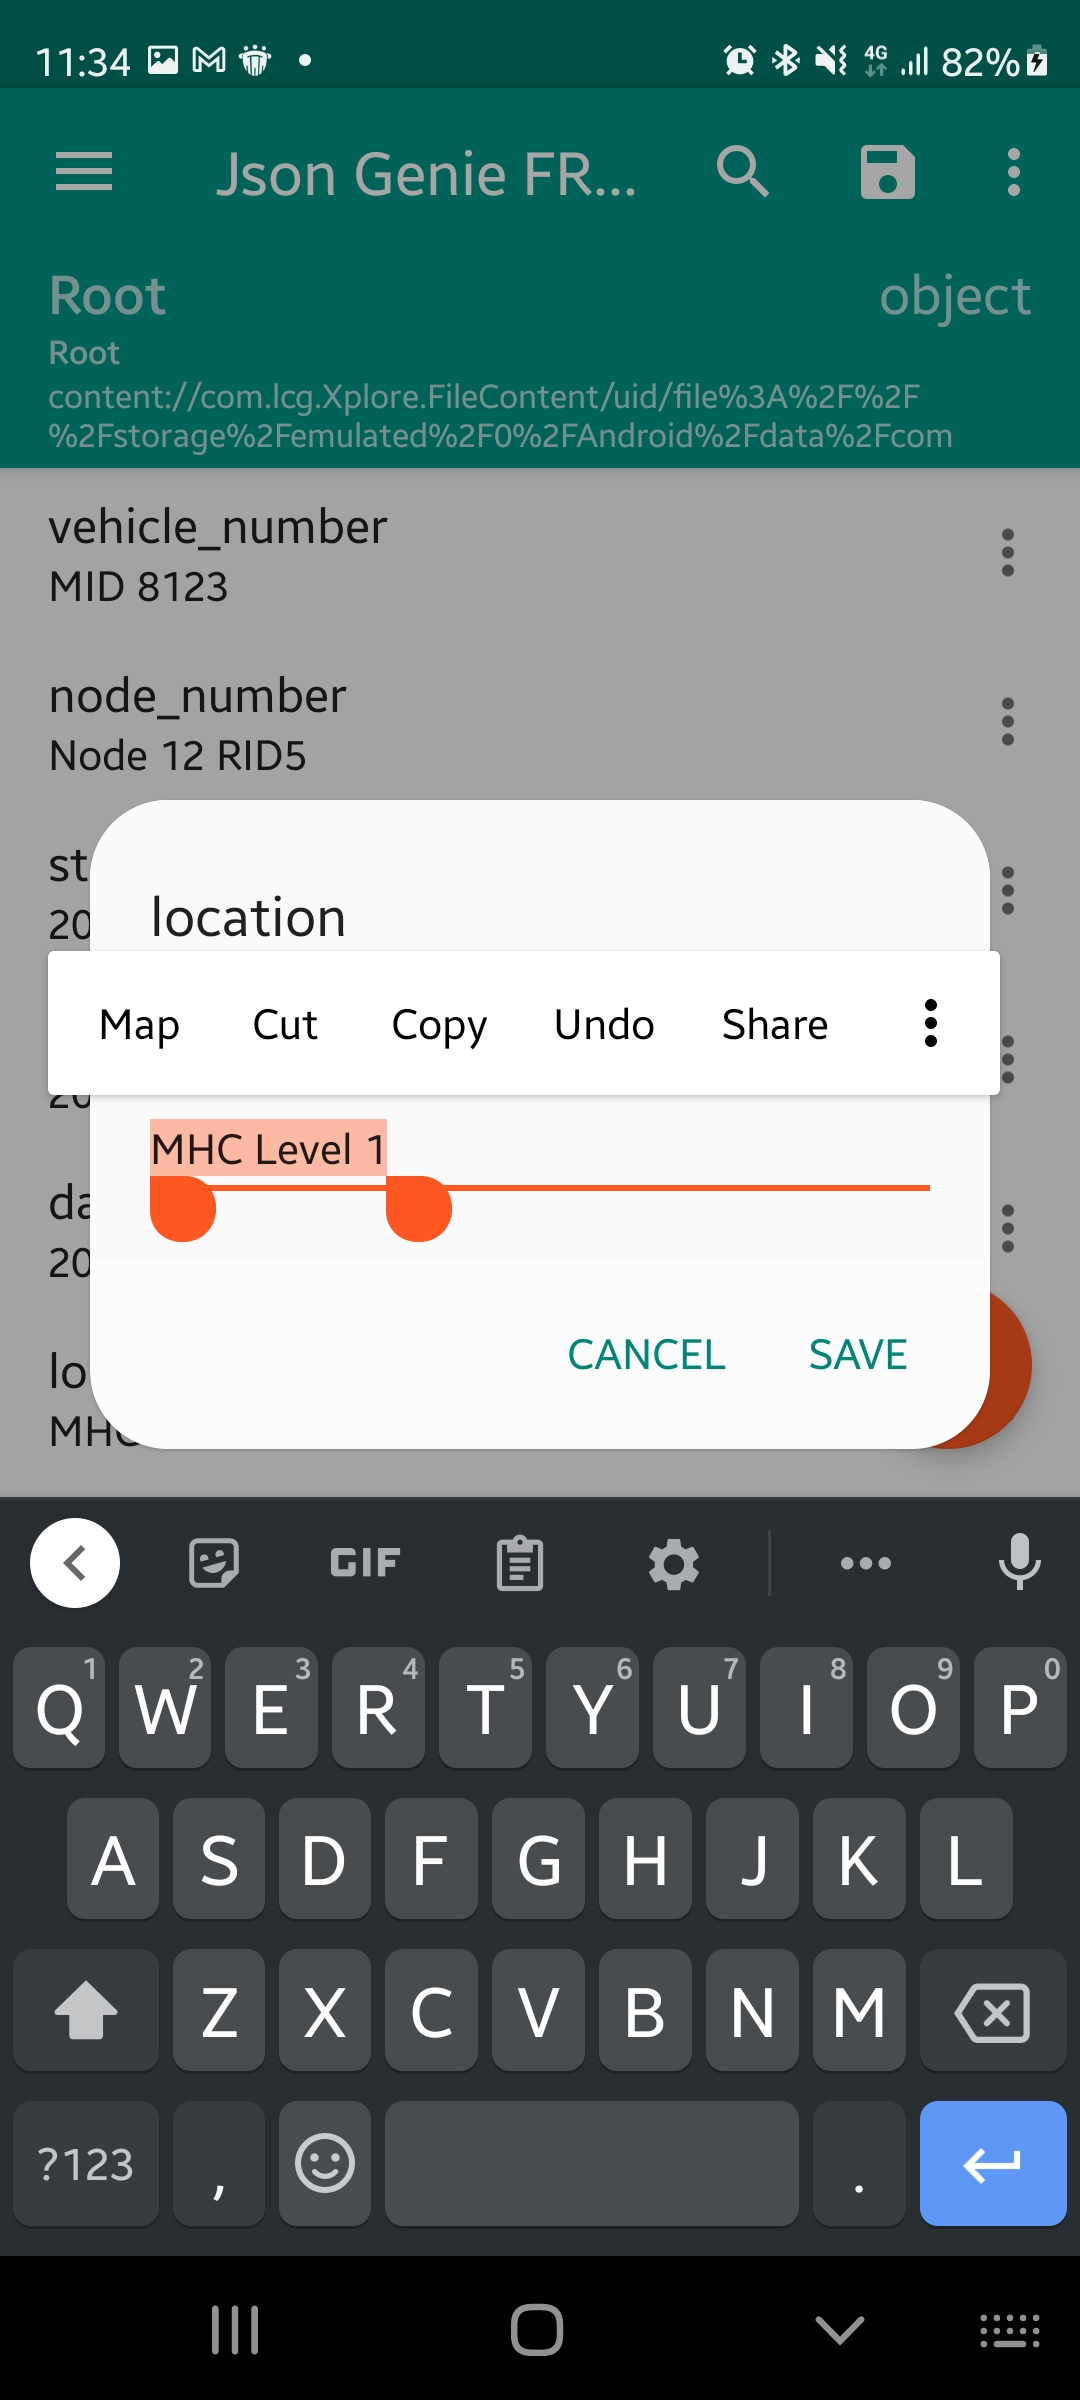 11:34
4G
82%
Json Genie FR...
Root
object
Root
content://com.lcg.Xplore.FileContent/uid/file%3A%2F%2F
%2Fstorage%2Femulated%2F0%2FAndroid%2Fdata%2Fcom
vehicle_number
MID 8123
node_number
Node 12 RID5
st
20
location
Map Cut Copy Undo Share
20
MHC Level 1
da
20
CANCEL SAVE
lo
MHC
GIF
1 2 3 4 5 6 7 8 9 0
Q W E R T Y U I O P
A S D F G H J K L
Z X C V B N M
?123 , .